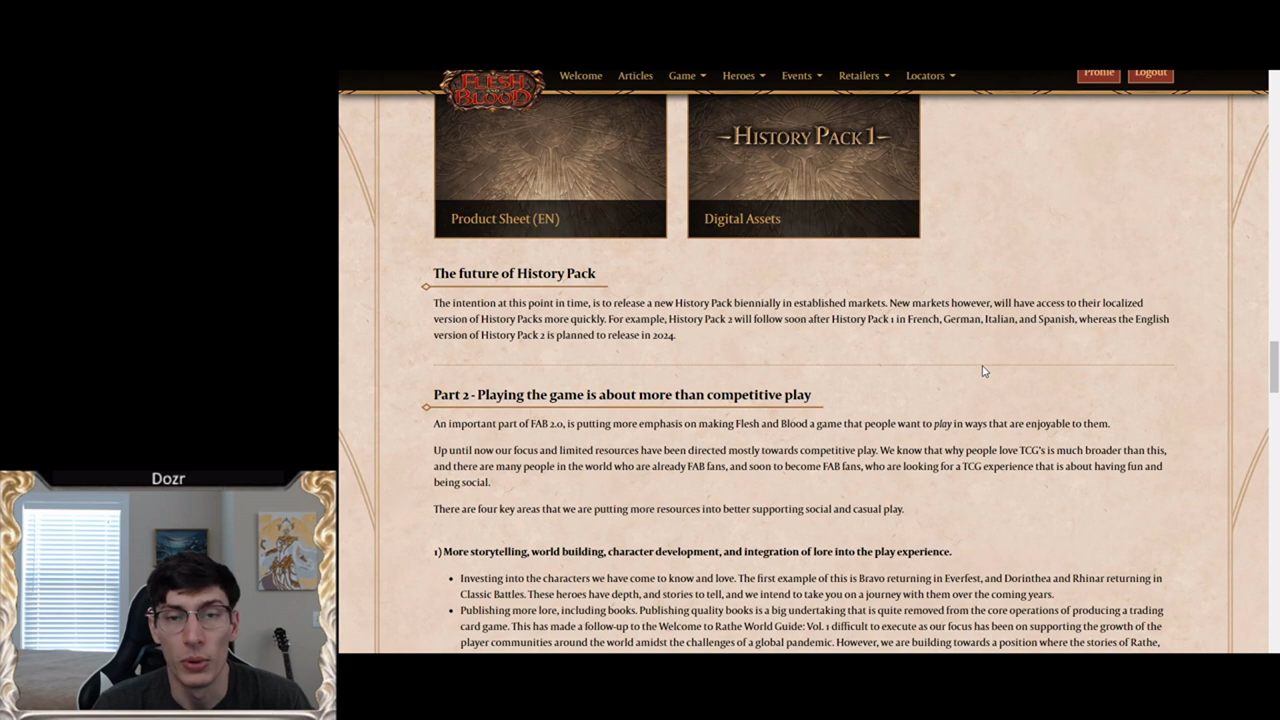 FLESH
AND
BLOOD
Welcome
Articles
Game
Heroes
Events
Retailers
Locators
Profile
Logout
HISTORY PACK 1
Product Sheet (EN)
Digital Assets
The future of History Pack
The intention at this point in time, is to release a new History Pack biennially in established markets. New markets however, will have access to their localized
version of History Packs more quickly. For example, History Pack 2 will follow soon after History Pack 1 in French, German, Italian, and Spanish, whereas the English
version of History Pack 2 is planned to release in 2024.
Part 2 - Playing the game is about more than competitive play
An important part of FAB 2.0, is putting more emphasis on making Flesh and Blood a game that people want to play in ways that are enjoyable to them.
Up until now our focus and limited resources have been directed mostly towards competitive play. We know that why people love TCG's is much broader than this,
and there are many people in the world who are already FAB fans, and soon to become FAB fans, who are looking for a TCG experience that is about having fun and
being social.
There are four key areas that we are putting more resources into better supporting social and casual play.
1) More storytelling, world building, character development, and integration of lore into the play experience.
• Investing into the characters we have come to know and love. The first example of this is Bravo returning in Everfest, and Dorinthea and Rhinar returning in
Classic Battles. These heroes have depth, and stories to tell, and we intend to take you on a journey with them over the coming years.
• Publishing more lore, including books. Publishing quality books is a big undertaking that is quite removed from the core operations of producing a trading
card game. This has made a follow-up to the Welcome to Rathe World Guide: Vol. 1 difficult to execute as our focus has been on supporting the growth of the
player communities around the world amidst the challenges of a global pandemic. However, we are building towards a position where the stories of Rathe,
Dozr